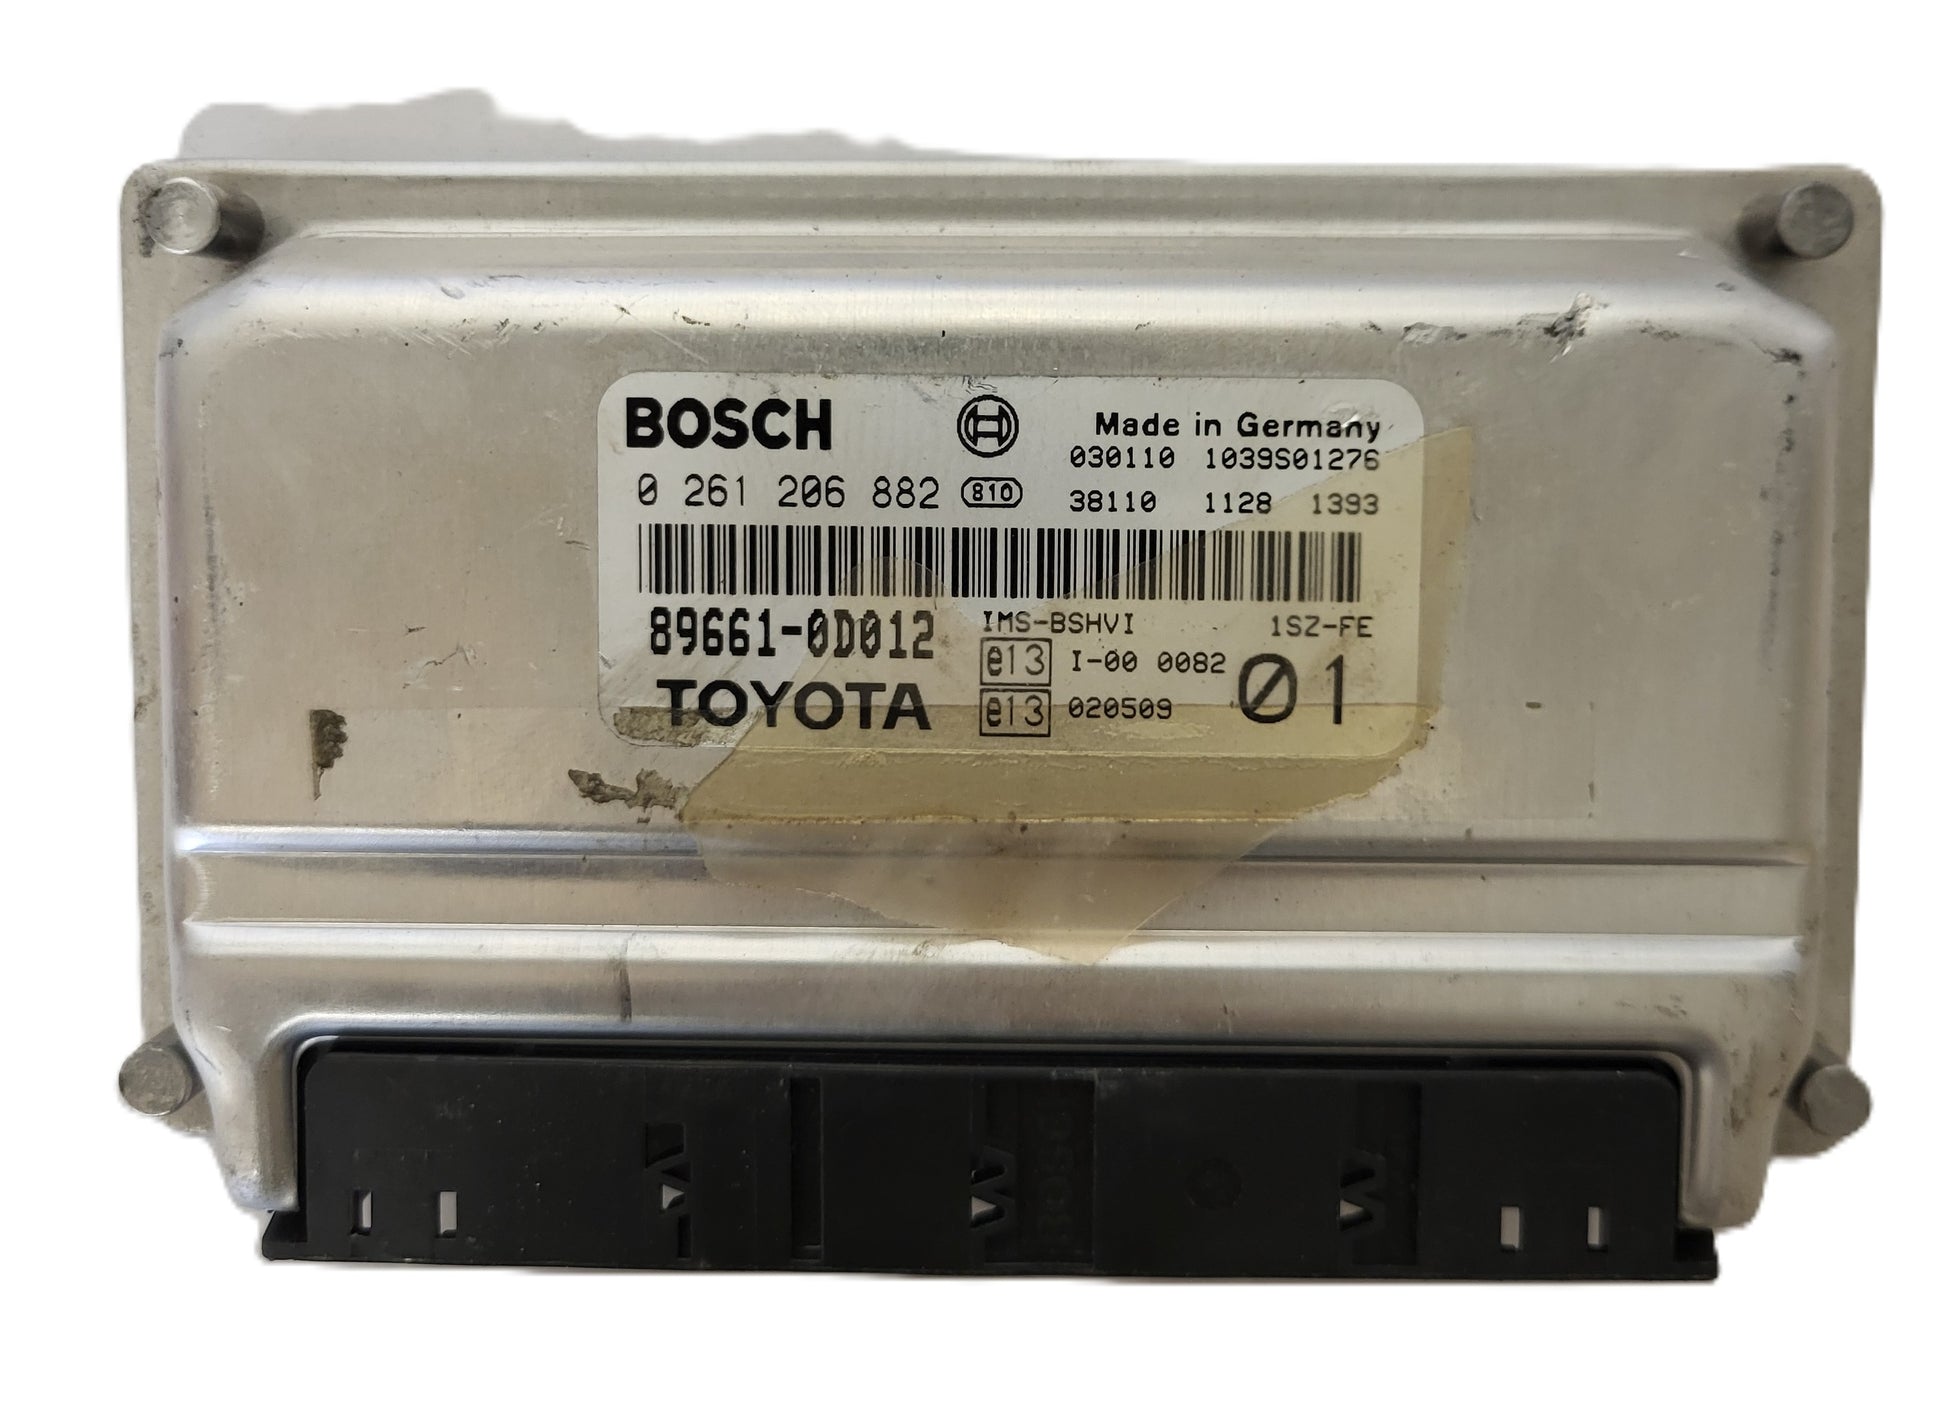 BOSCH
Made in Germany
030110 1039S01276
0 261 206 882 810
38110 1128 1393
89661-0D012
IMS-BSHVI 1SZ-FE
e13 I-00 0082
TOYOTA
e13 020509
01
BOSCH